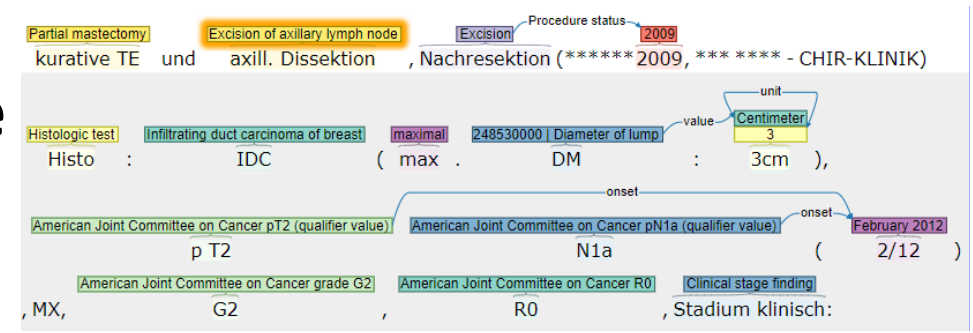 Procedure status
Partial mastectomy Excision of axillary lymph node Excision 2009
kurative TE und axill. Dissektion , Nachresektion (****** 2009, *** **** - CHIR-KLINIK)
unit
value Centimeter
Histologic test Infiltrating duct carcinoma of breast maximal 248530000 | Diameter of lump 3
Histo : IDC ( max . DM : 3cm ),
onset
onset
American Joint Committee on Cancer pT2 (qualifier value) American Joint Committee on Cancer pN1a (qualifier value) February 2012
p T2 N1a ( 2/12 )
American Joint Committee on Cancer grade G2 American Joint Committee on Cancer R0 Clinical stage finding
, MX, G2 , R0 , Stadium klinisch: